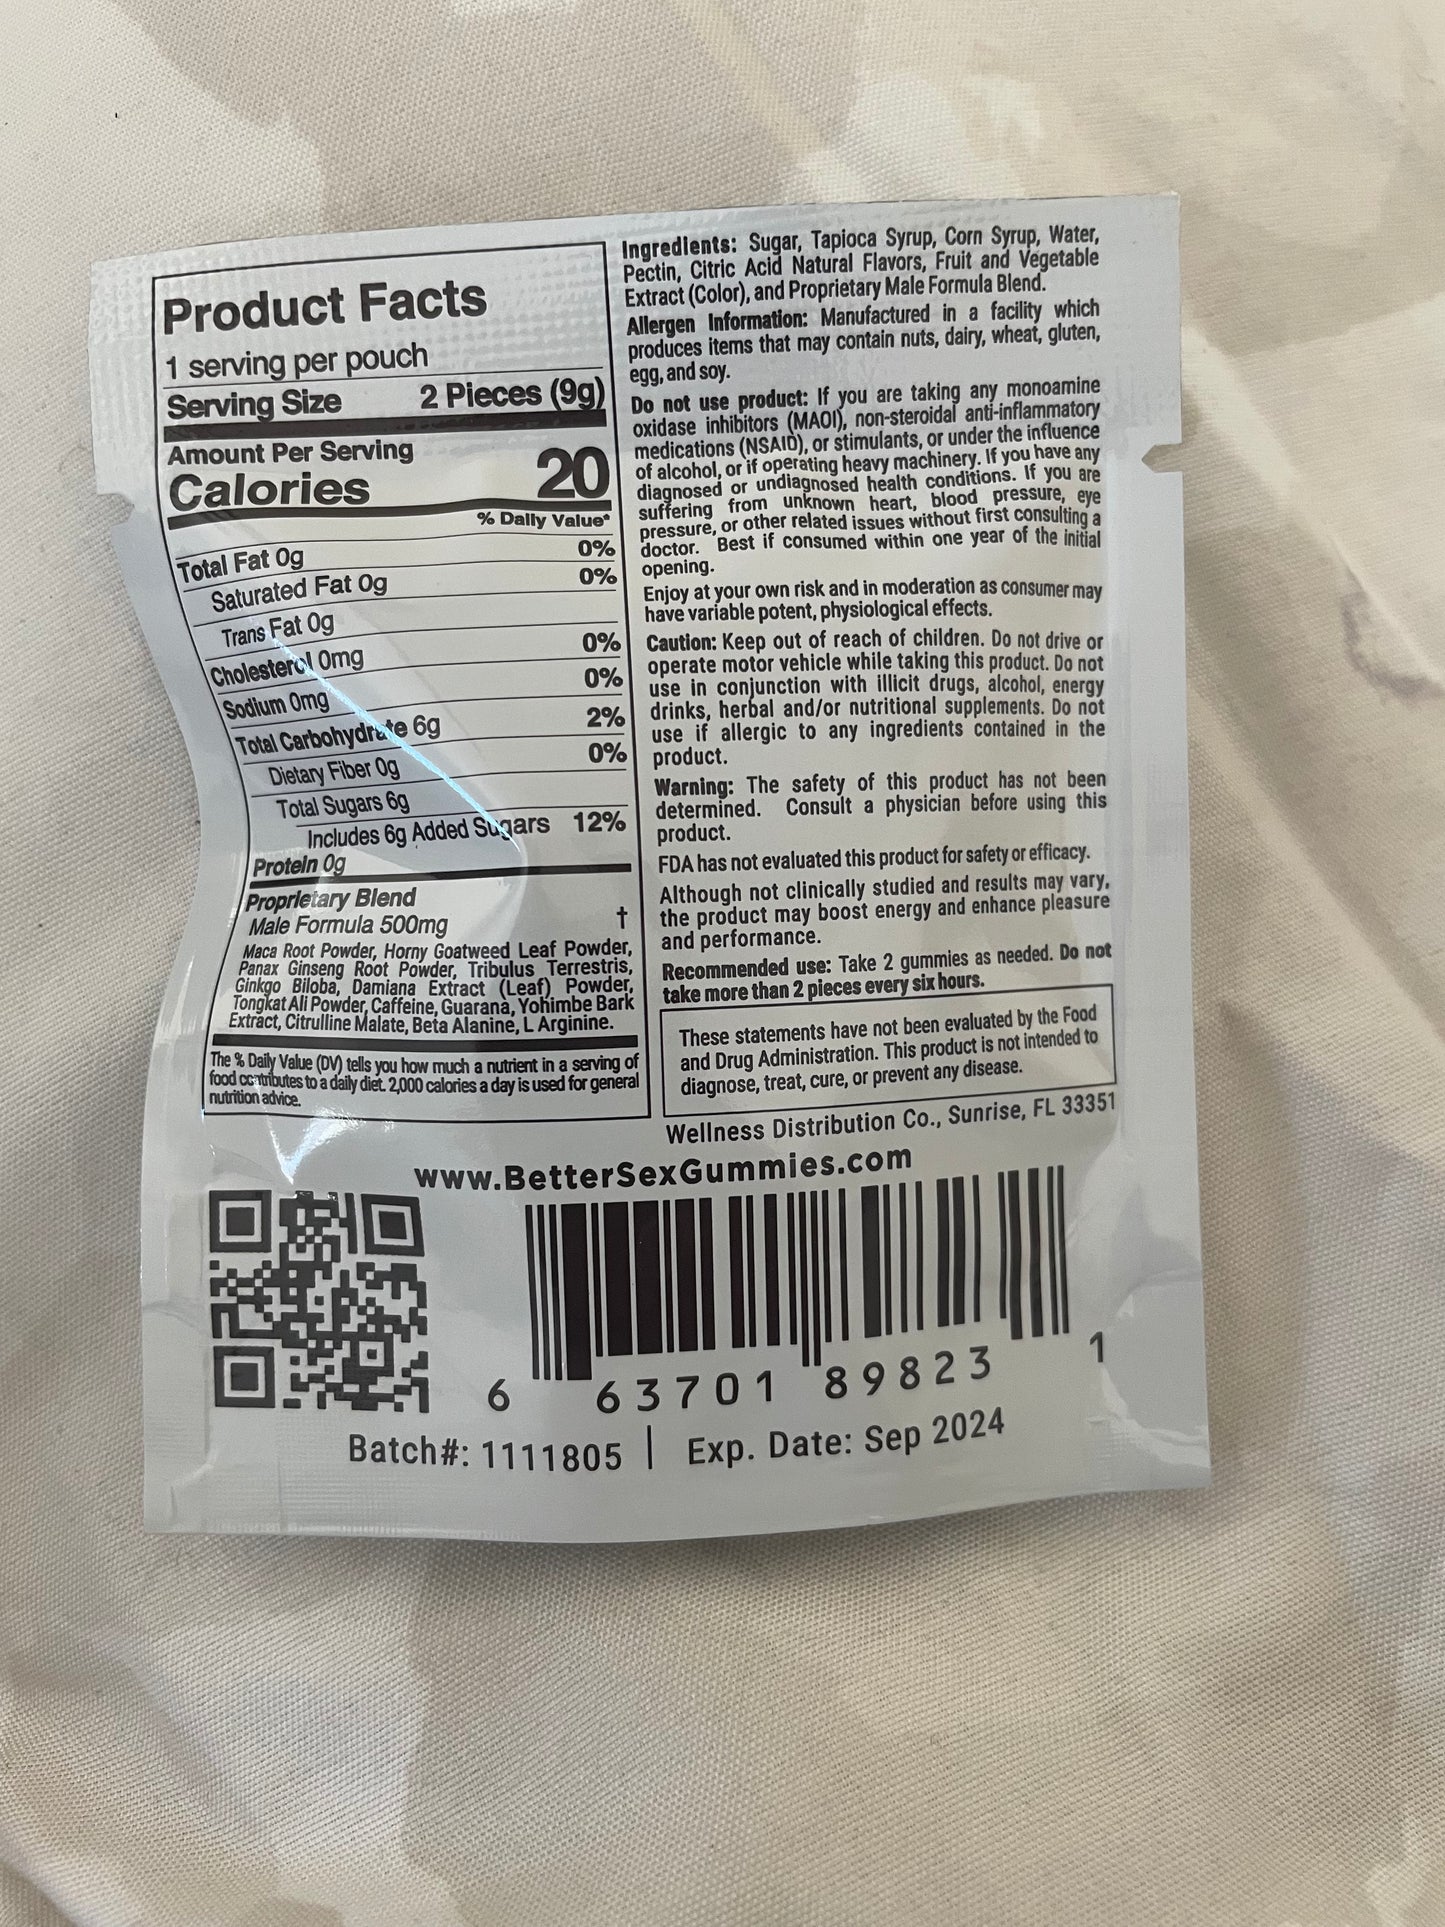 Product Facts
1 serving per pouch
Serving Size 2 Pieces (9g)
Amount Per Serving
Calories 20
% Daily Value*
Total Fat 0g 0%
Saturated Fat 0g 0%
Trans Fat 0g
Cholesterol 0mg 0%
Sodium 0mg 0%
Total Carbohydrate 6g 2%
Dietary Fiber 0g 0%
Total Sugars 6g
Includes 6g Added Sugars 12%
Protein 0g
Proprietary Blend
Male Formula 500mg †
Maca Root Powder, Horny Goatweed Leaf Powder,
Panax Ginseng Root Powder, Tribulus Terrestris,
Ginkgo Biloba, Damiana Extract (Leaf) Powder,
Tongkat Ali Powder, Caffeine, Guarana, Yohimbe Bark
Extract, Citrulline Malate, Beta Alanine, L Arginine.
The % Daily Value (DV) tells you how much a nutrient in a serving of
food contributes to a daily diet. 2,000 calories a day is used for general
nutrition advice.
Ingredients: Sugar, Tapioca Syrup, Corn Syrup, Water,
Pectin, Citric Acid Natural Flavors, Fruit and Vegetable
Extract (Color), and Proprietary Male Formula Blend.
Allergen Information: Manufactured in a facility which
produces items that may contain nuts, dairy, wheat, gluten,
egg, and soy.
Do not use product: If you are taking any monoamine
oxidase inhibitors (MAOI), non-steroidal anti-inflammatory
medications (NSAID), or stimulants, or under the influence
of alcohol, or if operating heavy machinery. If you have any
diagnosed or undiagnosed health conditions. If you are
suffering from unknown heart, blood pressure, eye
pressure, or other related issues without first consulting a
doctor. Best if consumed within one year of the initial
opening.
Enjoy at your own risk and in moderation as consumer may
have variable potent, physiological effects.
Caution: Keep out of reach of children. Do not drive or
operate motor vehicle while taking this product. Do not
use in conjunction with illicit drugs, alcohol, energy
drinks, herbal and/or nutritional supplements. Do not
use if allergic to any ingredients contained in the
product.
Warning: The safety of this product has not been
determined. Consult a physician before using this
product.
FDA has not evaluated this product for safety or efficacy.
Although not clinically studied and results may vary,
the product may boost energy and enhance pleasure
and performance.
Recommended use: Take 2 gummies as needed. Do not
take more than 2 pieces every six hours.
These statements have not been evaluated by the Food
and Drug Administration. This product is not intended to
diagnose, treat, cure, or prevent any disease.
Wellness Distribution Co., Sunrise, FL 33351
www.BetterSexGummies.com
6 63701 89823 1
Batch#: 1111805 | Exp. Date: Sep 2024